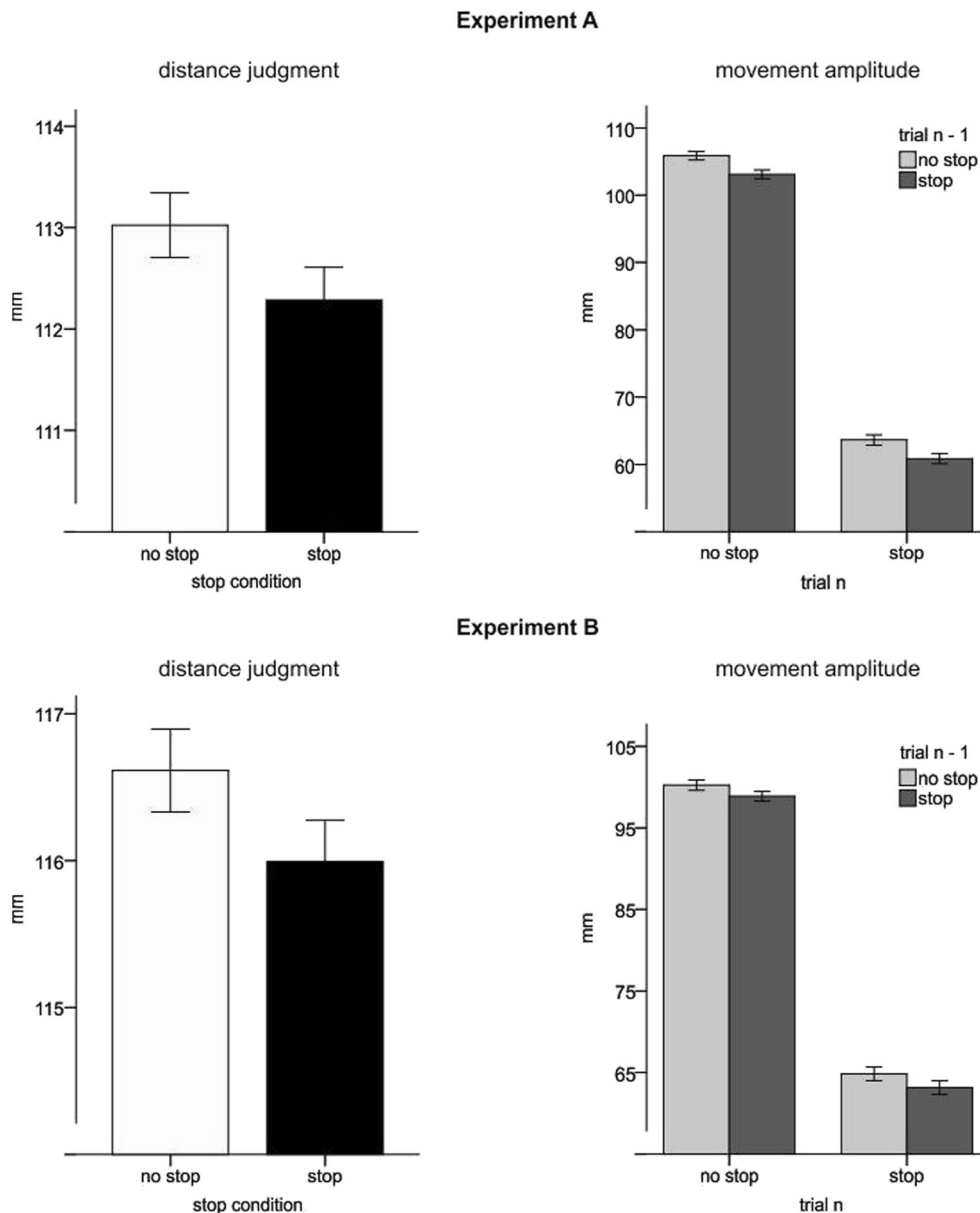 Experiment A
distance judgment
114
113
112
111
mm
no stop
stop
stop condition
movement amplitude
110
100
90
80
70
60
mm
trial n - 1
no stop
stop
no stop
stop
trial n
Experiment B
distance judgment
117
116
115
mm
no stop
stop
stop condition
movement amplitude
105
95
85
75
65
mm
trial n - 1
no stop
stop
no stop
stop
trial n